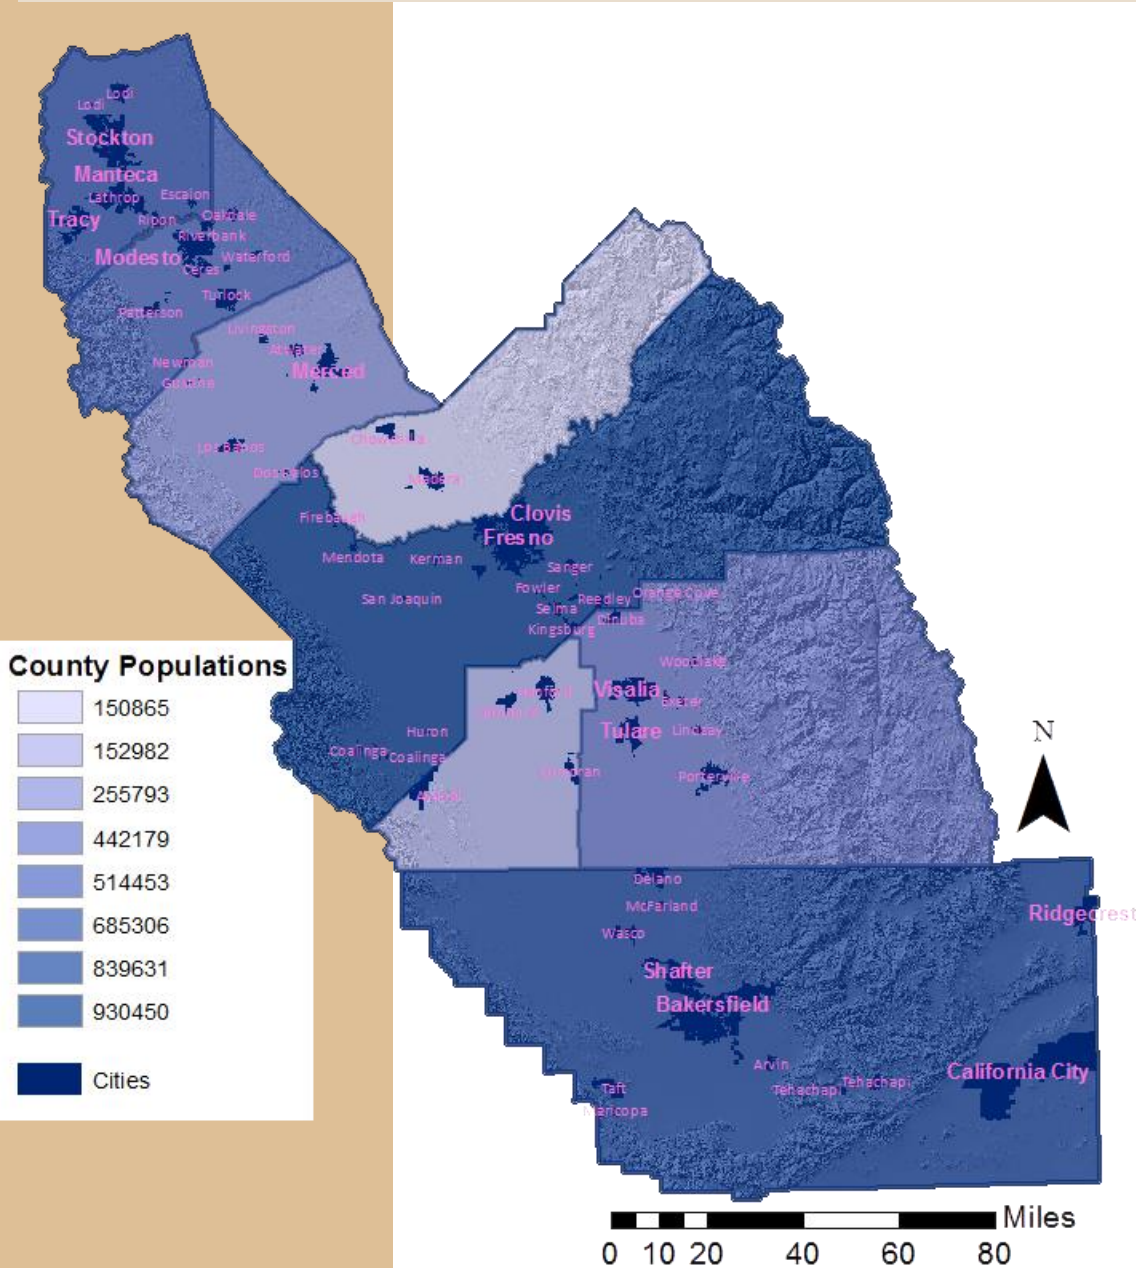 Lodi
Lodi
Stockton
Manteca
Lathrop
Escalon
Tracy
Ripon
Oakdale
Riverbank
Modesto
Waterford
Ceres
Turlock
Patterson
Livingston
Atwater
Newman
Merced
Gustine
Chowchilla
Los Banos
Dos Palos
Madera
Firebaugh
Clovis
Fresno
Mendota
Kerman
Sanger
Fowler
San Joaquin
Reedley
Orange Cove
Selma
Dinuba
Kingsburg
Woodlake
Hanford
Visalia
Exeter
Tulare
Lindsay
Huron
Coalinga
Coalinga
Corcoran
Porterville
Avenal
Delano
McFarland
Wasco
Ridgecrest
Shafter
Bakersfield
Arvin
California City
Taft
Tehachapi
Tehachapi
Maricopa
County Populations
150865
152982
255793
442179
514453
685306
839631
930450
Cities
N
Miles
0 10 20 40 60 80